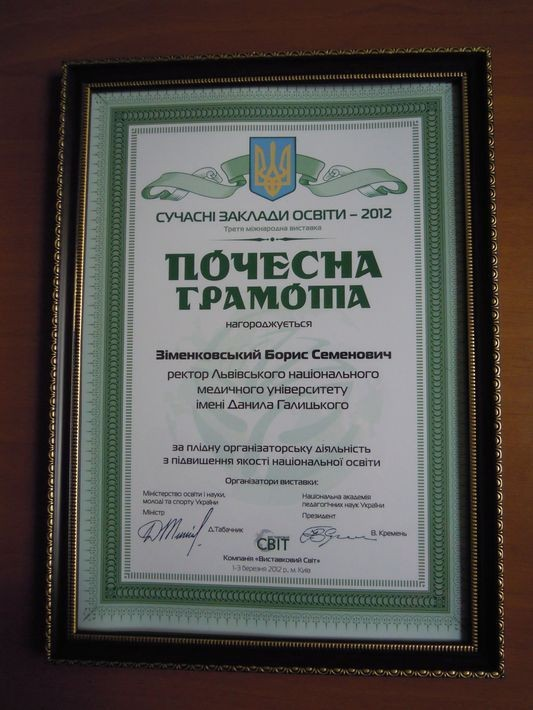 СУЧАСНІ ЗАКЛАДИ ОСВІТИ – 2012
Третя міжнародна виставка
ПОЧЕСНА
ГРАМОТА
нагороджується
Зіменковський Борис Семенович
ректор Львівського національного
медичного університету
імені Данила Галицького
за плідну організаторську діяльність
з підвищення якості національної освіти
Організатори виставки:
Міністерство освіти і науки,
молоді та спорту України
Міністр
Д.Табачник
Національна академія
педагогічних наук України
Президент
В. Кремень
СВІТ
Компанія «Виставковий Світ»
1-3 березня 2012 р., м. Київ